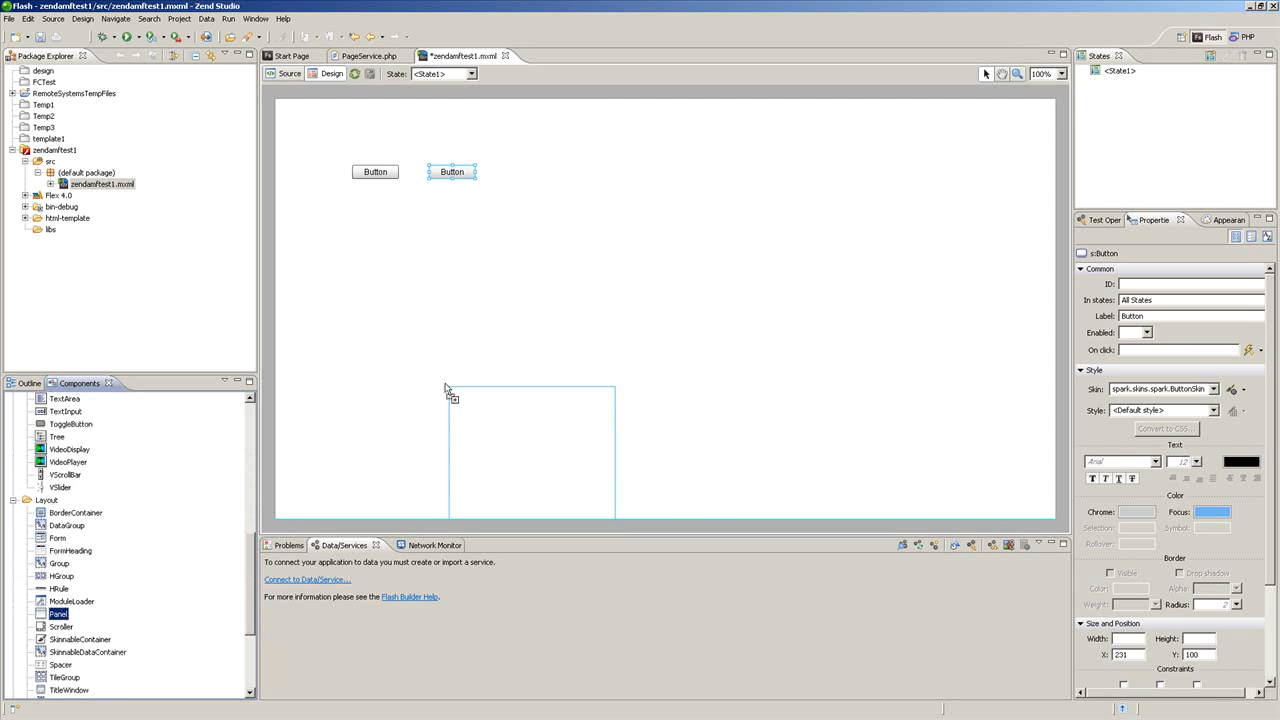 Flash - zendamftest1/src/zendamftest1.mxml - Zend Studio
File Edit Source Design Navigate Search Project Data Run Window Help
Flash PHP
Package Explorer
design
FCTest
RemoteSystemsTempFiles
Temp1
Temp2
Temp3
template1
zendamftest1
src
(default package)
zendamftest1.mxml
Flex 4.0
bin-debug
html-template
libs
Outline Components
TextArea
TextInput
ToggleButton
Tree
VideoDisplay
VideoPlayer
VScrollBar
VSlider
Layout
BorderContainer
DataGroup
Form
FormHeading
Group
HGroup
HRule
ModuleLoader
Panel
Scroller
SkinnableContainer
SkinnableDataContainer
Spacer
TileGroup
TitleWindow
Start Page PageService.php *zendamftest1.mxml
Source Design State: <State1> 100%
Button Button
Problems Data/Services Network Monitor
To connect your application to data you must create or import a service.
Connect to Data/Service...
For more information please see the Flash Builder Help.
States
<State1>
Test Oper Propertie Appearan
s:Button
Common
ID:
In states: All States
Label: Button
Enabled:
On click:
Style
Skin: spark.skins.spark.ButtonSkin
Style: <Default style>
Convert to CSS...
Text
Arial 12
T T T T
Color
Chrome: Focus:
Selection: Symbol:
Rollover:
Border
Visible Drop shadow
Color: Alpha:
Weight: Radius: 2
Size and Position
Width: Height:
X: 231 Y: 100
Constraints